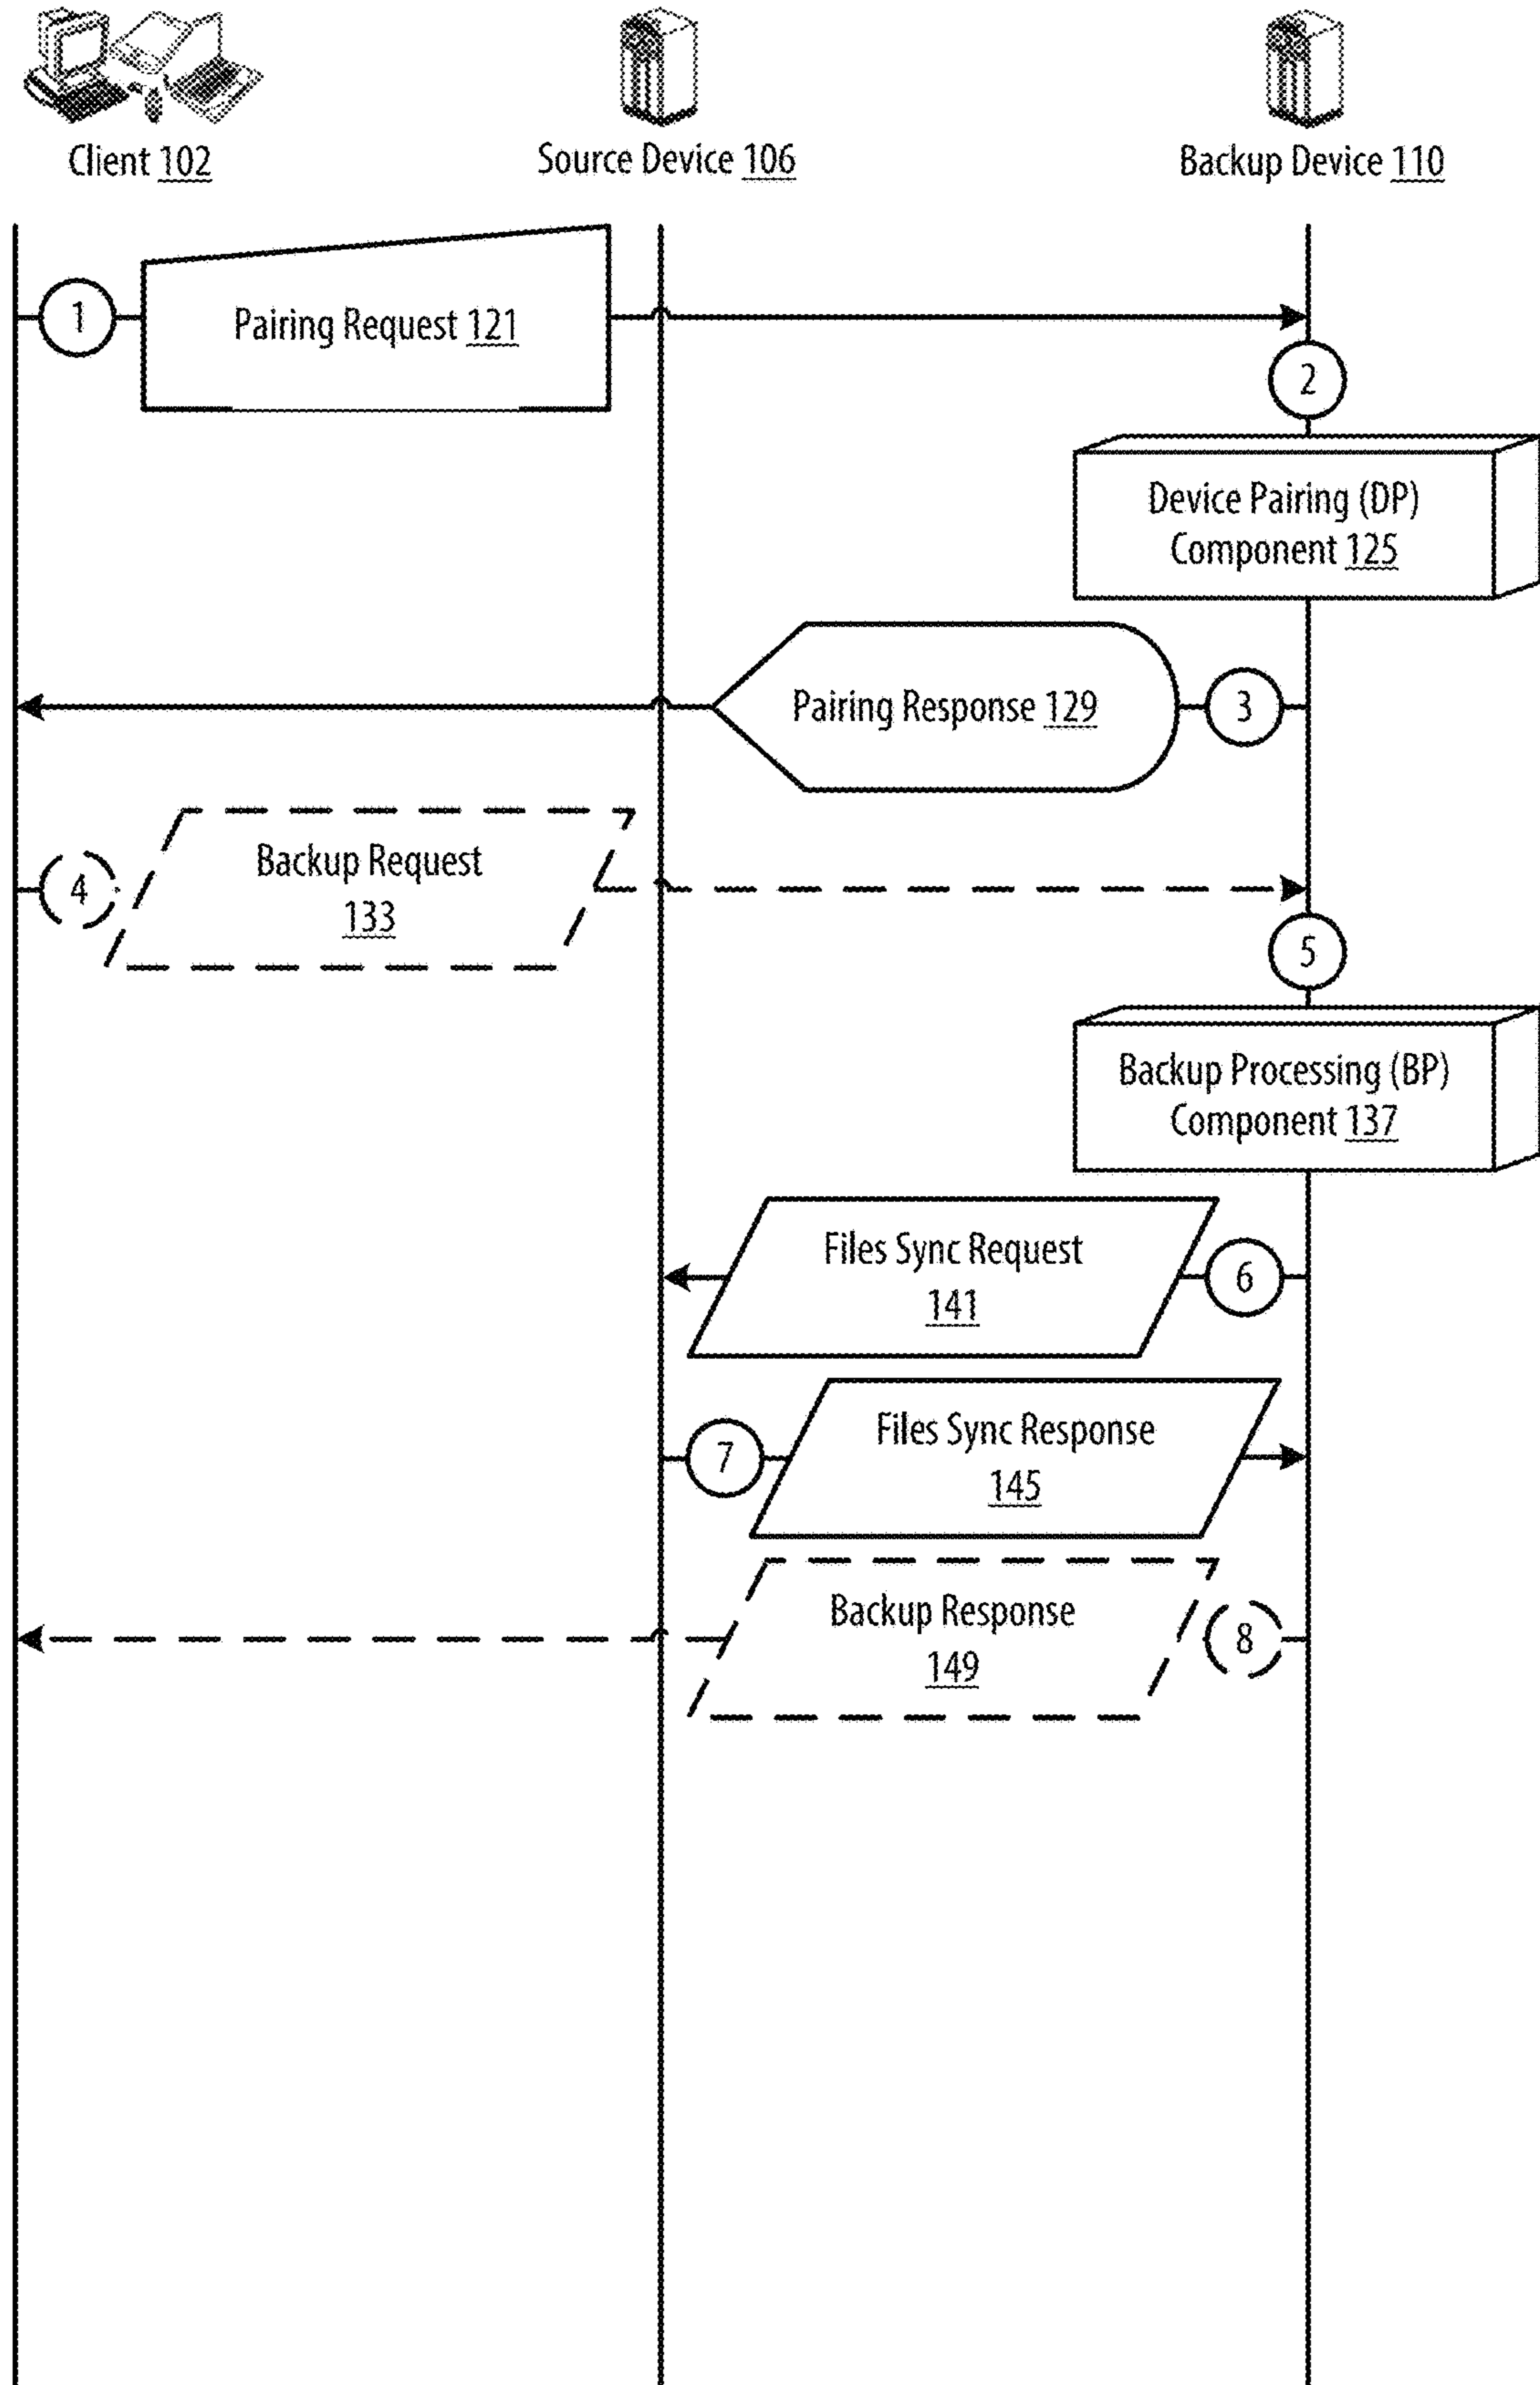 Client 102
Source Device 106
Backup Device 110
1
Pairing Request 121
2
Device Pairing (DP)
Component 125
Pairing Response 129
3
4
Backup Request
133
5
Backup Processing (BP)
Component 137
Files Sync Request
141
6
7
Files Sync Response
145
Backup Response
149
8